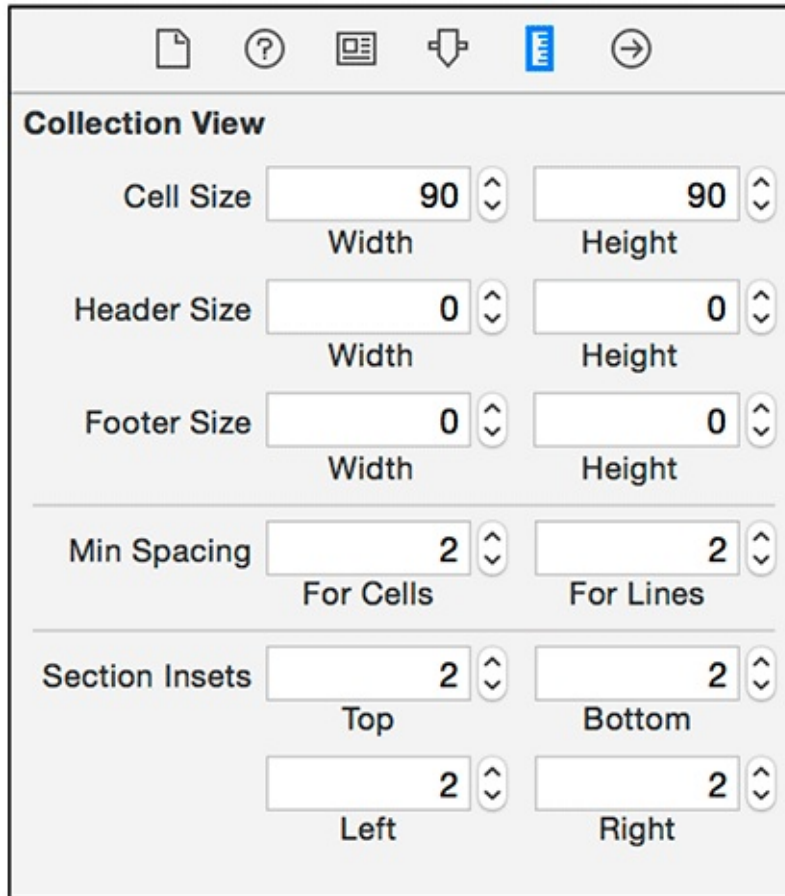 Collection View
Cell Size 90 90
Width Height
Header Size 0 0
Width Height
Footer Size 0 0
Width Height
Min Spacing 2 2
For Cells For Lines
Section Insets 2 2
Top Bottom
2 2
Left Right